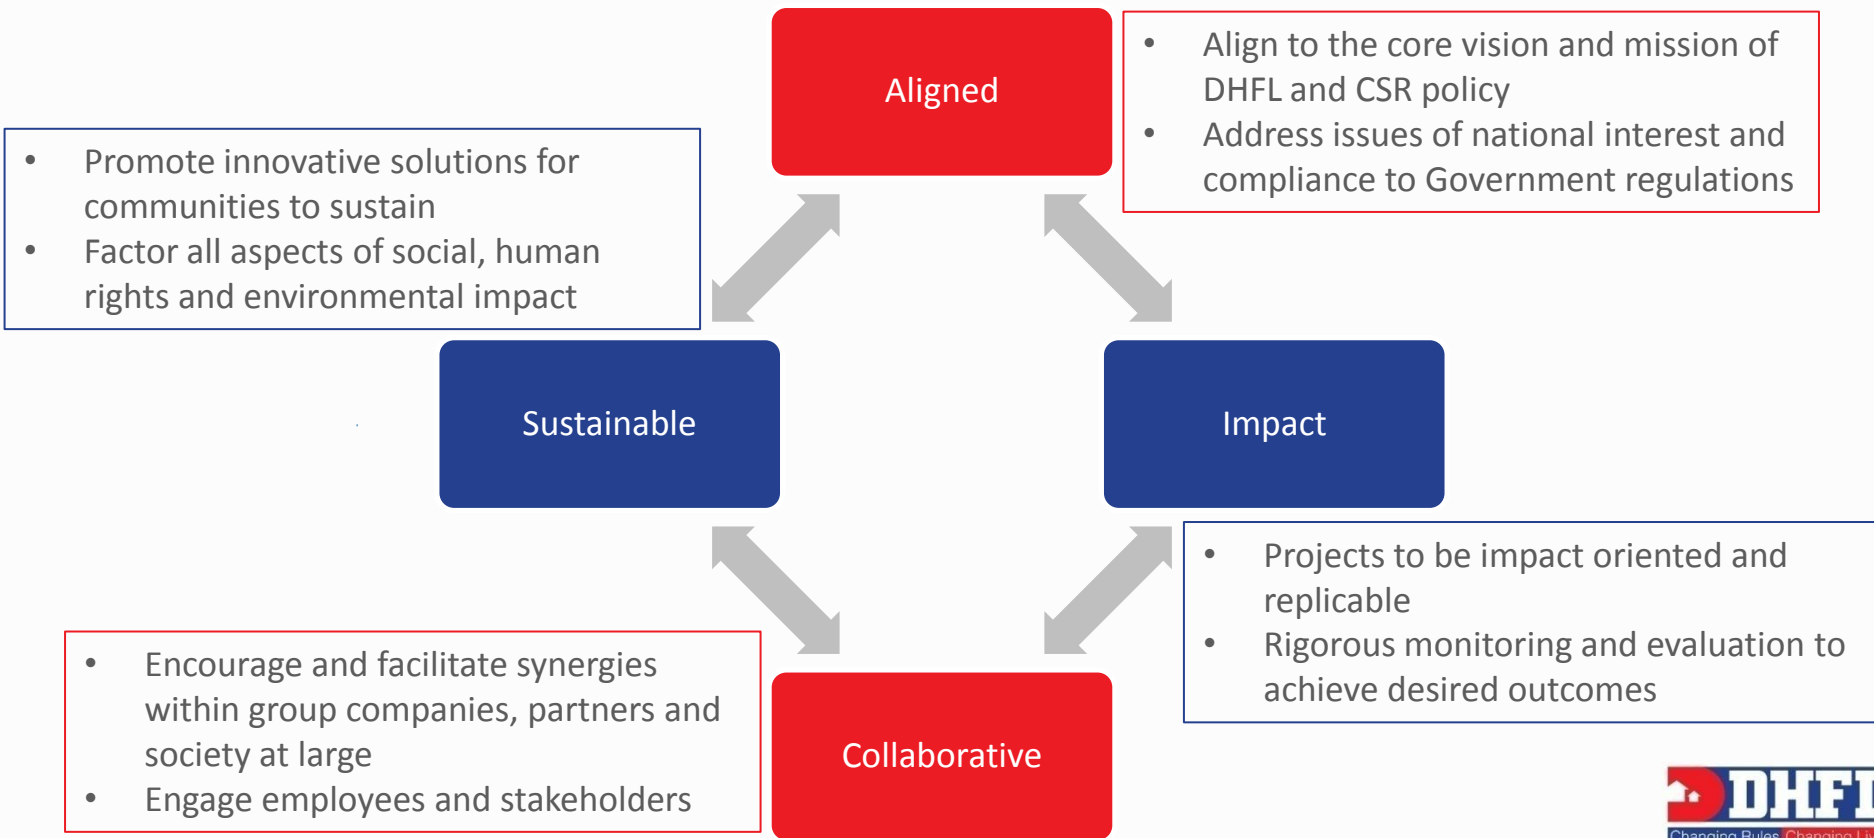 Aligned
• Align to the core vision and mission of
DHFL and CSR policy
• Address issues of national interest and
compliance to Government regulations
• Promote innovative solutions for
communities to sustain
• Factor all aspects of social, human
rights and environmental impact
Sustainable
Impact
• Projects to be impact oriented and
replicable
• Rigorous monitoring and evaluation to
achieve desired outcomes
• Encourage and facilitate synergies
within group companies, partners and
society at large
• Engage employees and stakeholders
Collaborative
DHFL
Changing Rules Changing